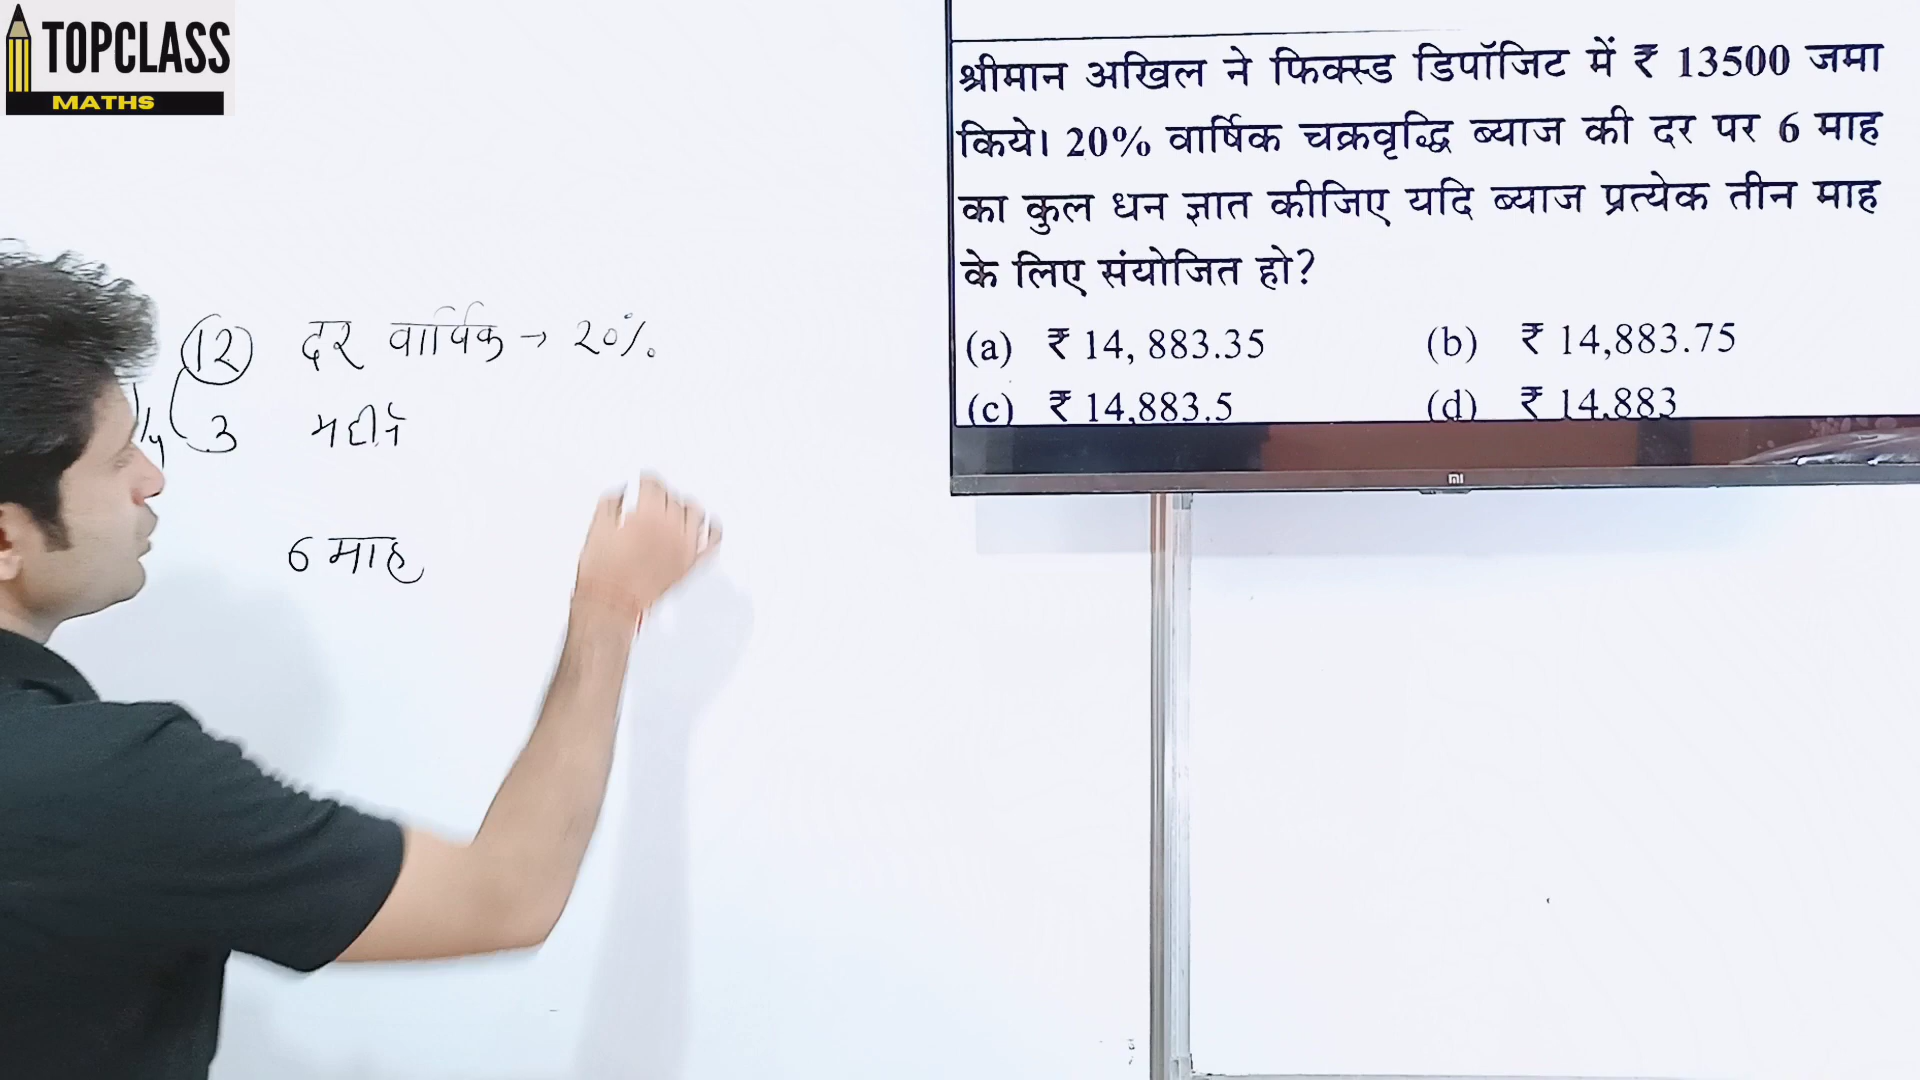 TOPCLASS
MATHS
श्रीमान अखिल ने फिक्स्ड डिपॉजिट में ₹ 13500 जमा
किये। 20% वार्षिक चक्रवृद्धि ब्याज की दर पर 6 माह
का कुल धन ज्ञात कीजिए यदि ब्याज प्रत्येक तीन माह
के लिए संयोजित हो?
(a) ₹ 14, 883.35 (b) ₹ 14,883.75
(c) ₹ 14,883.5 (d) ₹ 14,883
mi
12 दर वार्षिक → 20%
3 महीने
6 माह